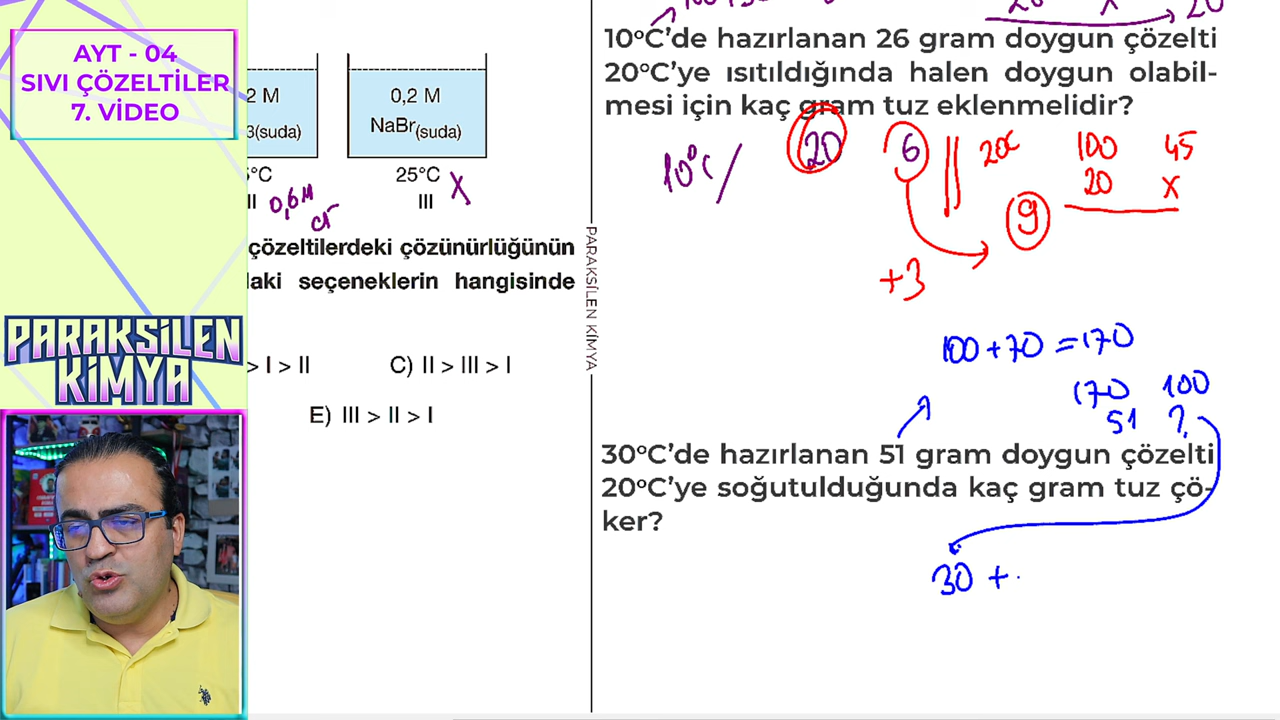 AYT - 04
SIVI ÇÖZELTİLER
7. VİDEO
2 M
3(suda)
°C
II
0,6M
0,2 M
NaBr(suda)
25°C X
III
çözeltilerdeki çözünürlüğünün
aki seçeneklerin hangisinde
> I > II
C) II > III > I
E) III > II > I
PARAKSİLEN
KİMYA
PARAKSİLEN KİMYA
20 X 20
10°C'de hazırlanan 26 gram doygun çözelti
20°C'ye ısıtıldığında halen doygun olabil-
mesi için kaç gram tuz eklenmelidir?
10°C/ 20 6 || 20°C 100 45
20 X
9
+3
100+70=170
170 100
51 ?
30°C'de hazırlanan 51 gram doygun çözelti
20°C'ye soğutulduğunda kaç gram tuz çö-
ker?
30 + .